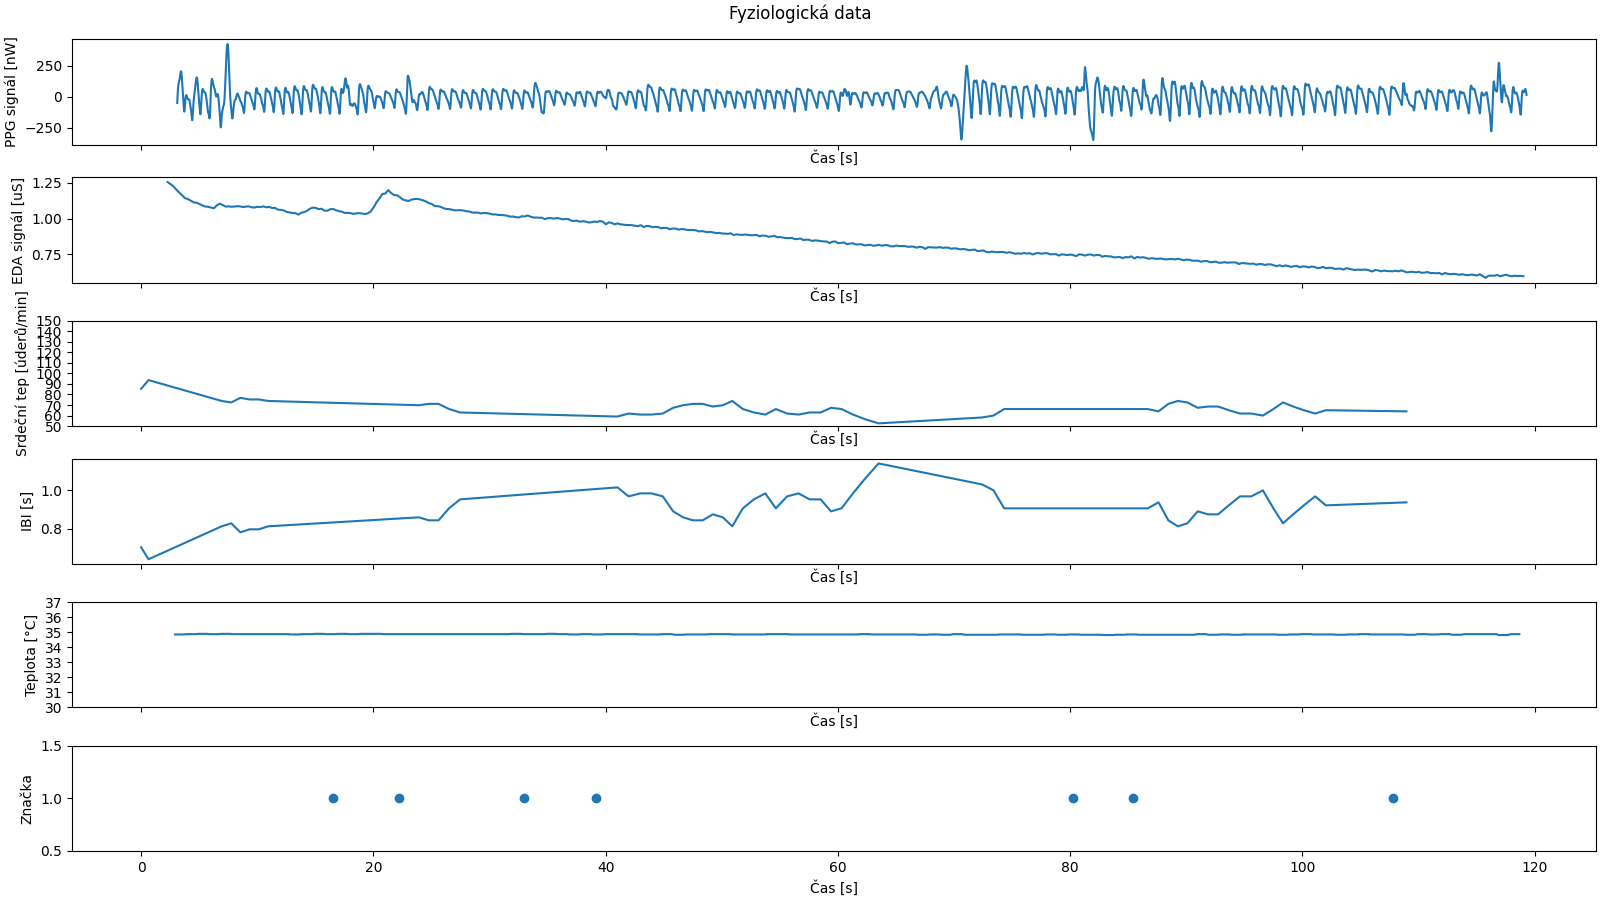 Fyziologická data
PPG signál [nW]
250
0
−250
Čas [s]
EDA signál [uS]
1.25
1.00
0.75
Čas [s]
Srdeční tep [úderů/min]
150
140
130
120
110
100
90
80
70
60
50
Čas [s]
IBI [s]
1.0
0.8
Čas [s]
Teplota [°C]
37
36
35
34
33
32
31
30
Čas [s]
Značka
1.5
1.0
0.5
0 20 40 60 80 100 120
Čas [s]